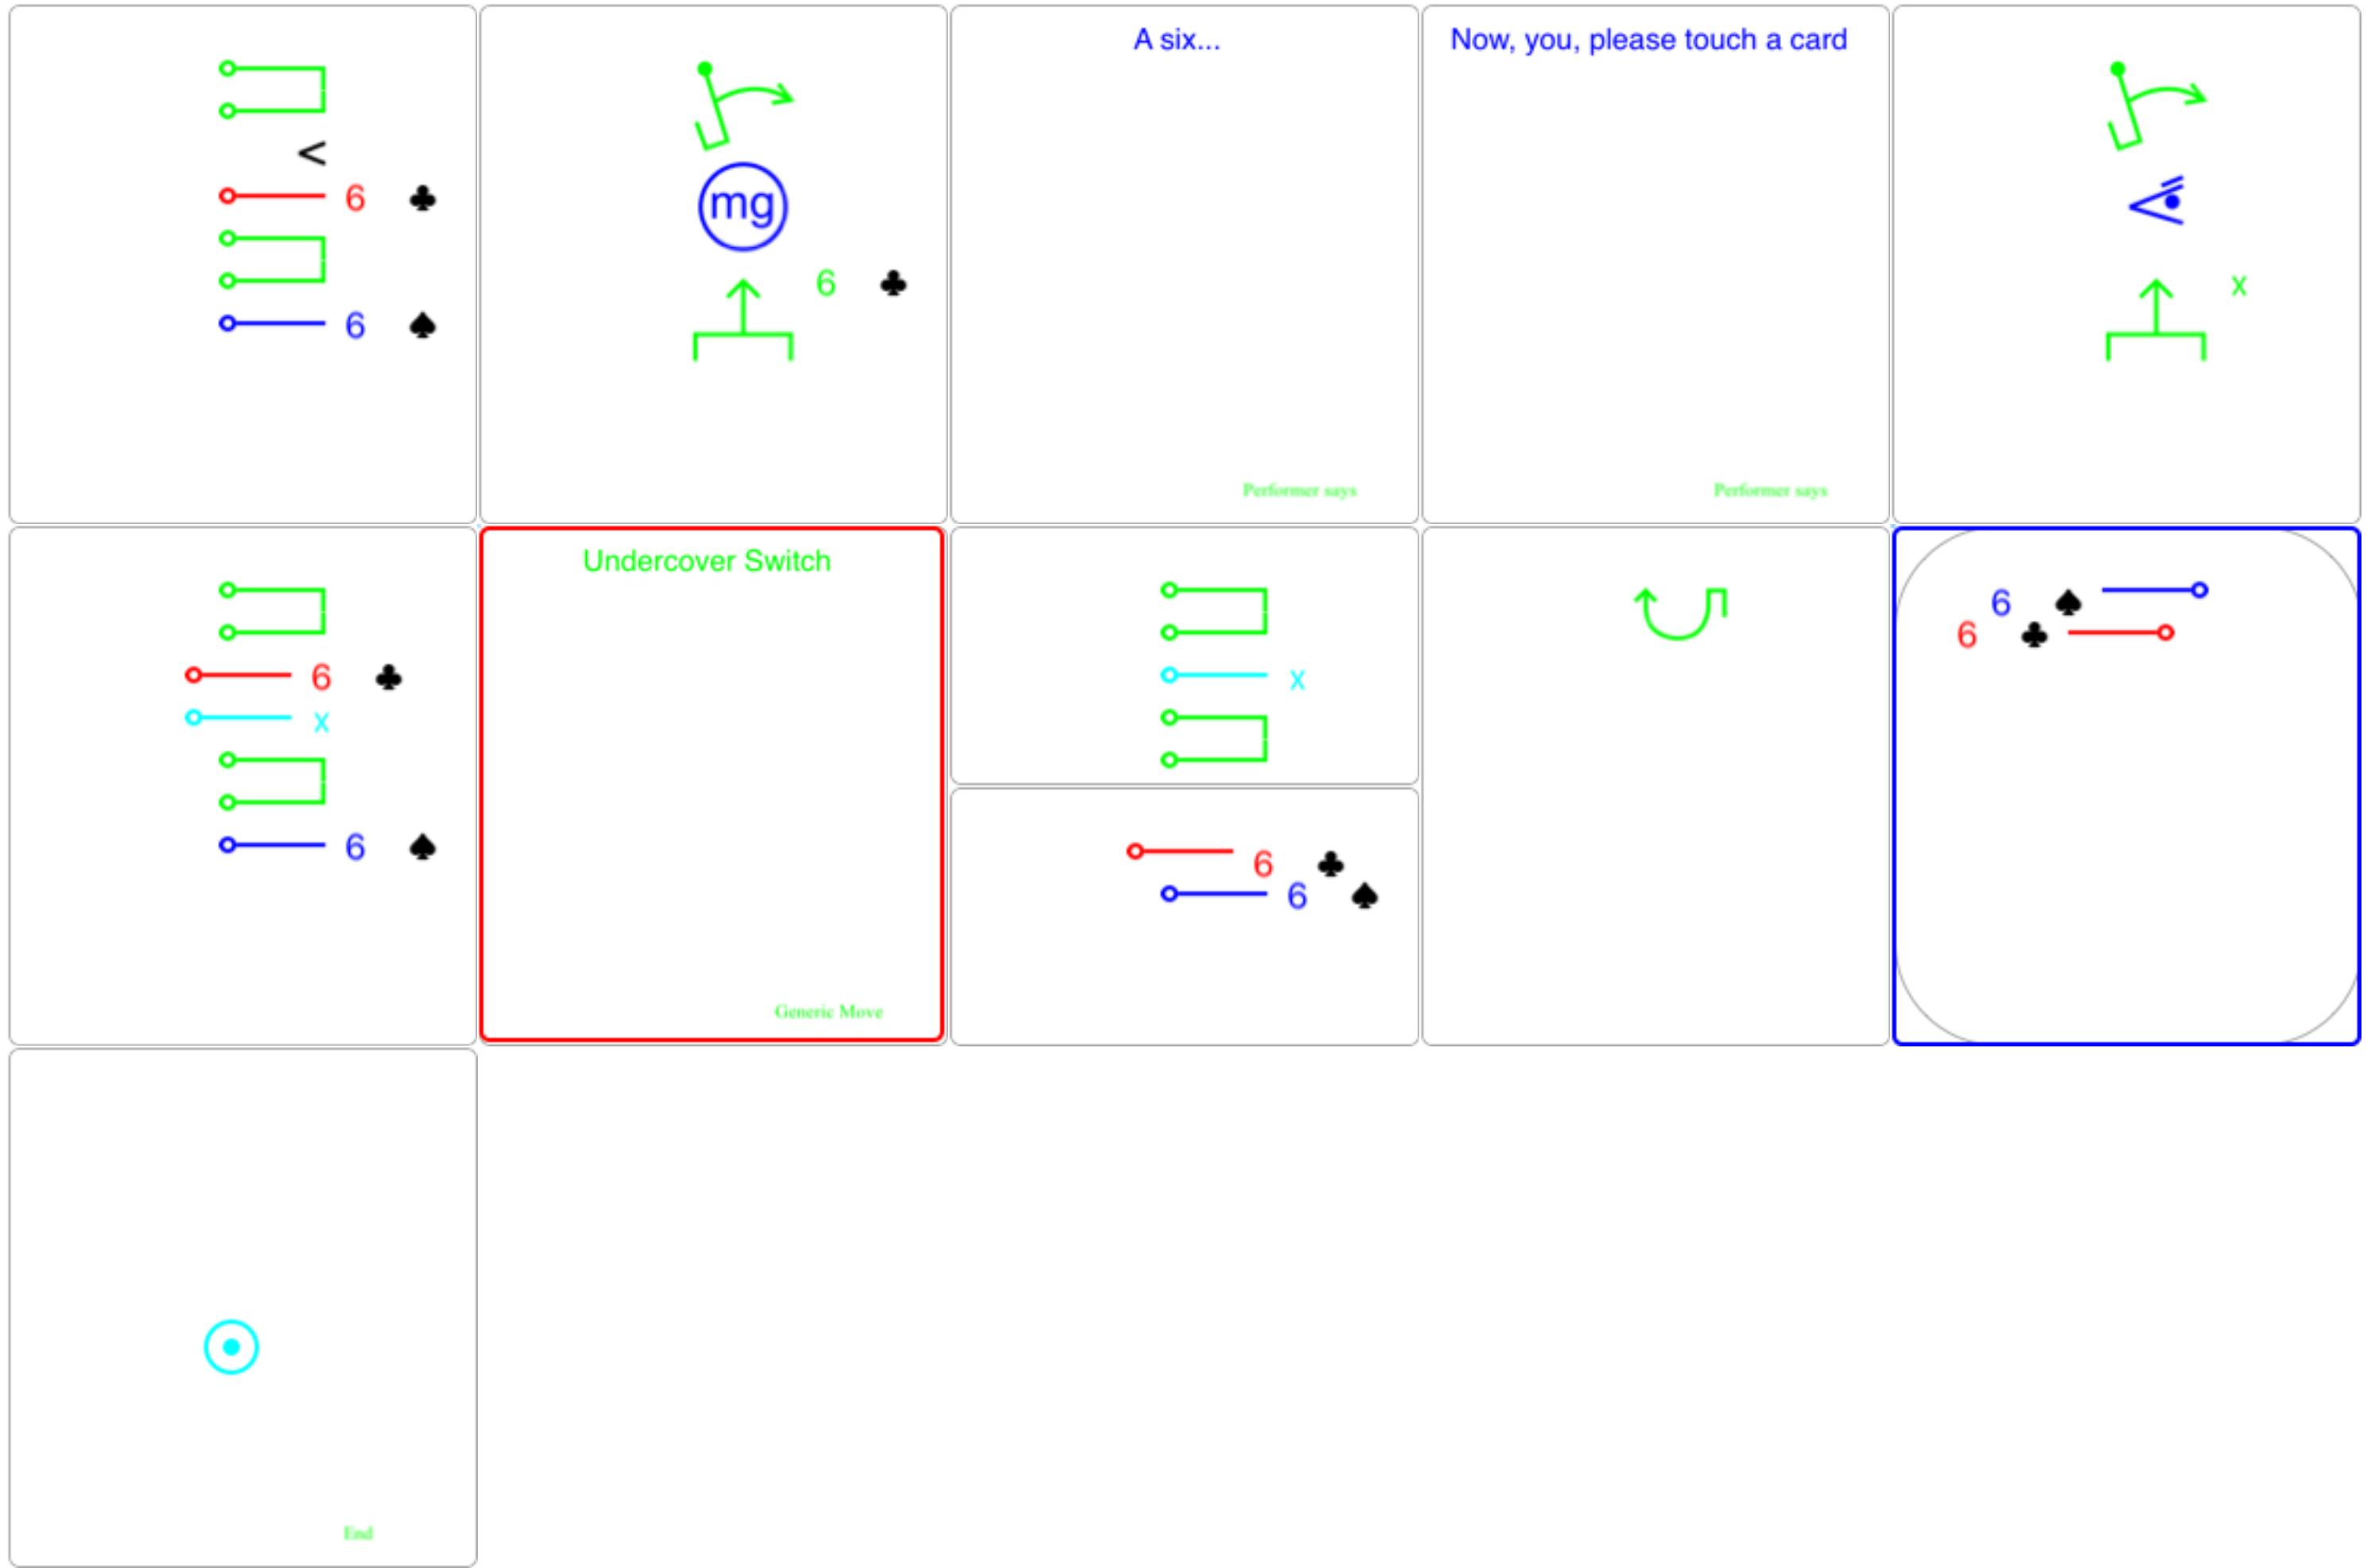 <
6 ♣
6 ♠
mg
6 ♣
A six...
Performer says
Now, you, please touch a card
Performer says
x
6 ♣
x
6 ♠
Undercover Switch
Generic Move
x
6 ♣
6 ♠
6 ♠
6 ♣
End